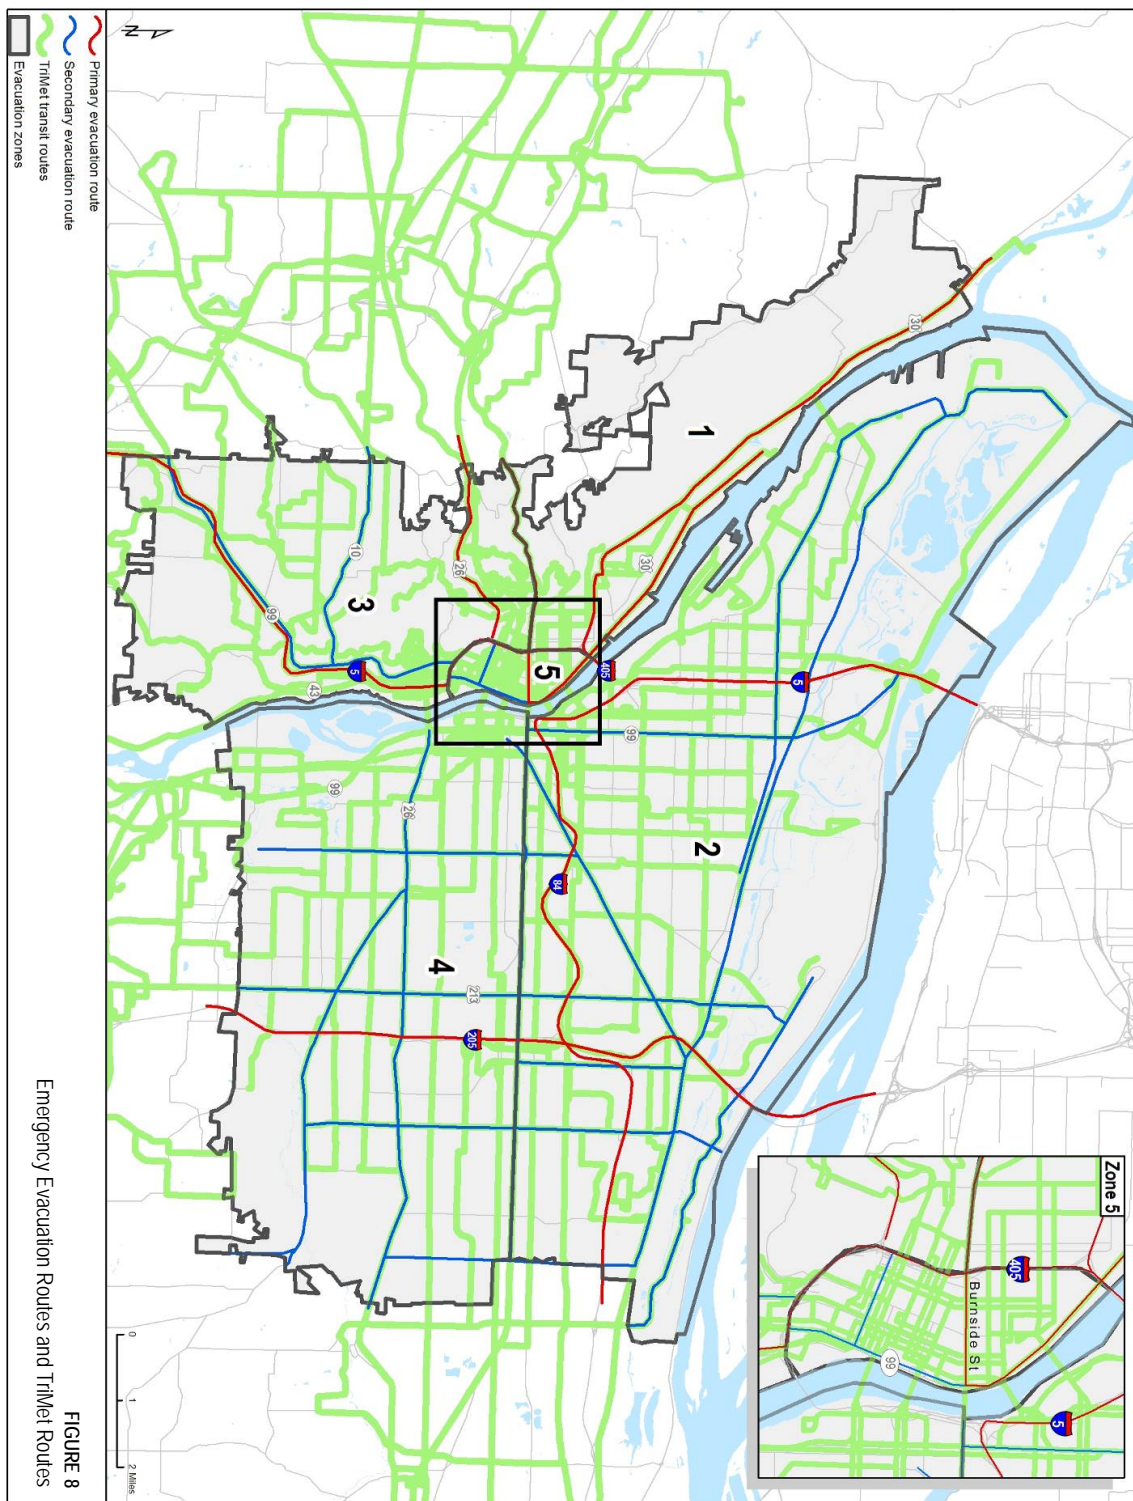 Zone 5
405
Burnside St
99
5
30
1
30
26
10
3
99
5
43
5
405
5
99
2
99
26
84
4
213
205
N
Primary evacuation route
Secondary evacuation route
TriMet transit routes
Evacuation zones
0
1
2 Miles
FIGURE 8
Emergency Evacuation Routes and TriMet Routes